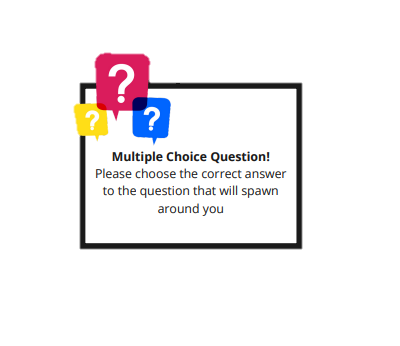 ?
?
?
Multiple Choice Question!
Please choose the correct answer
to the question that will spawn
around you